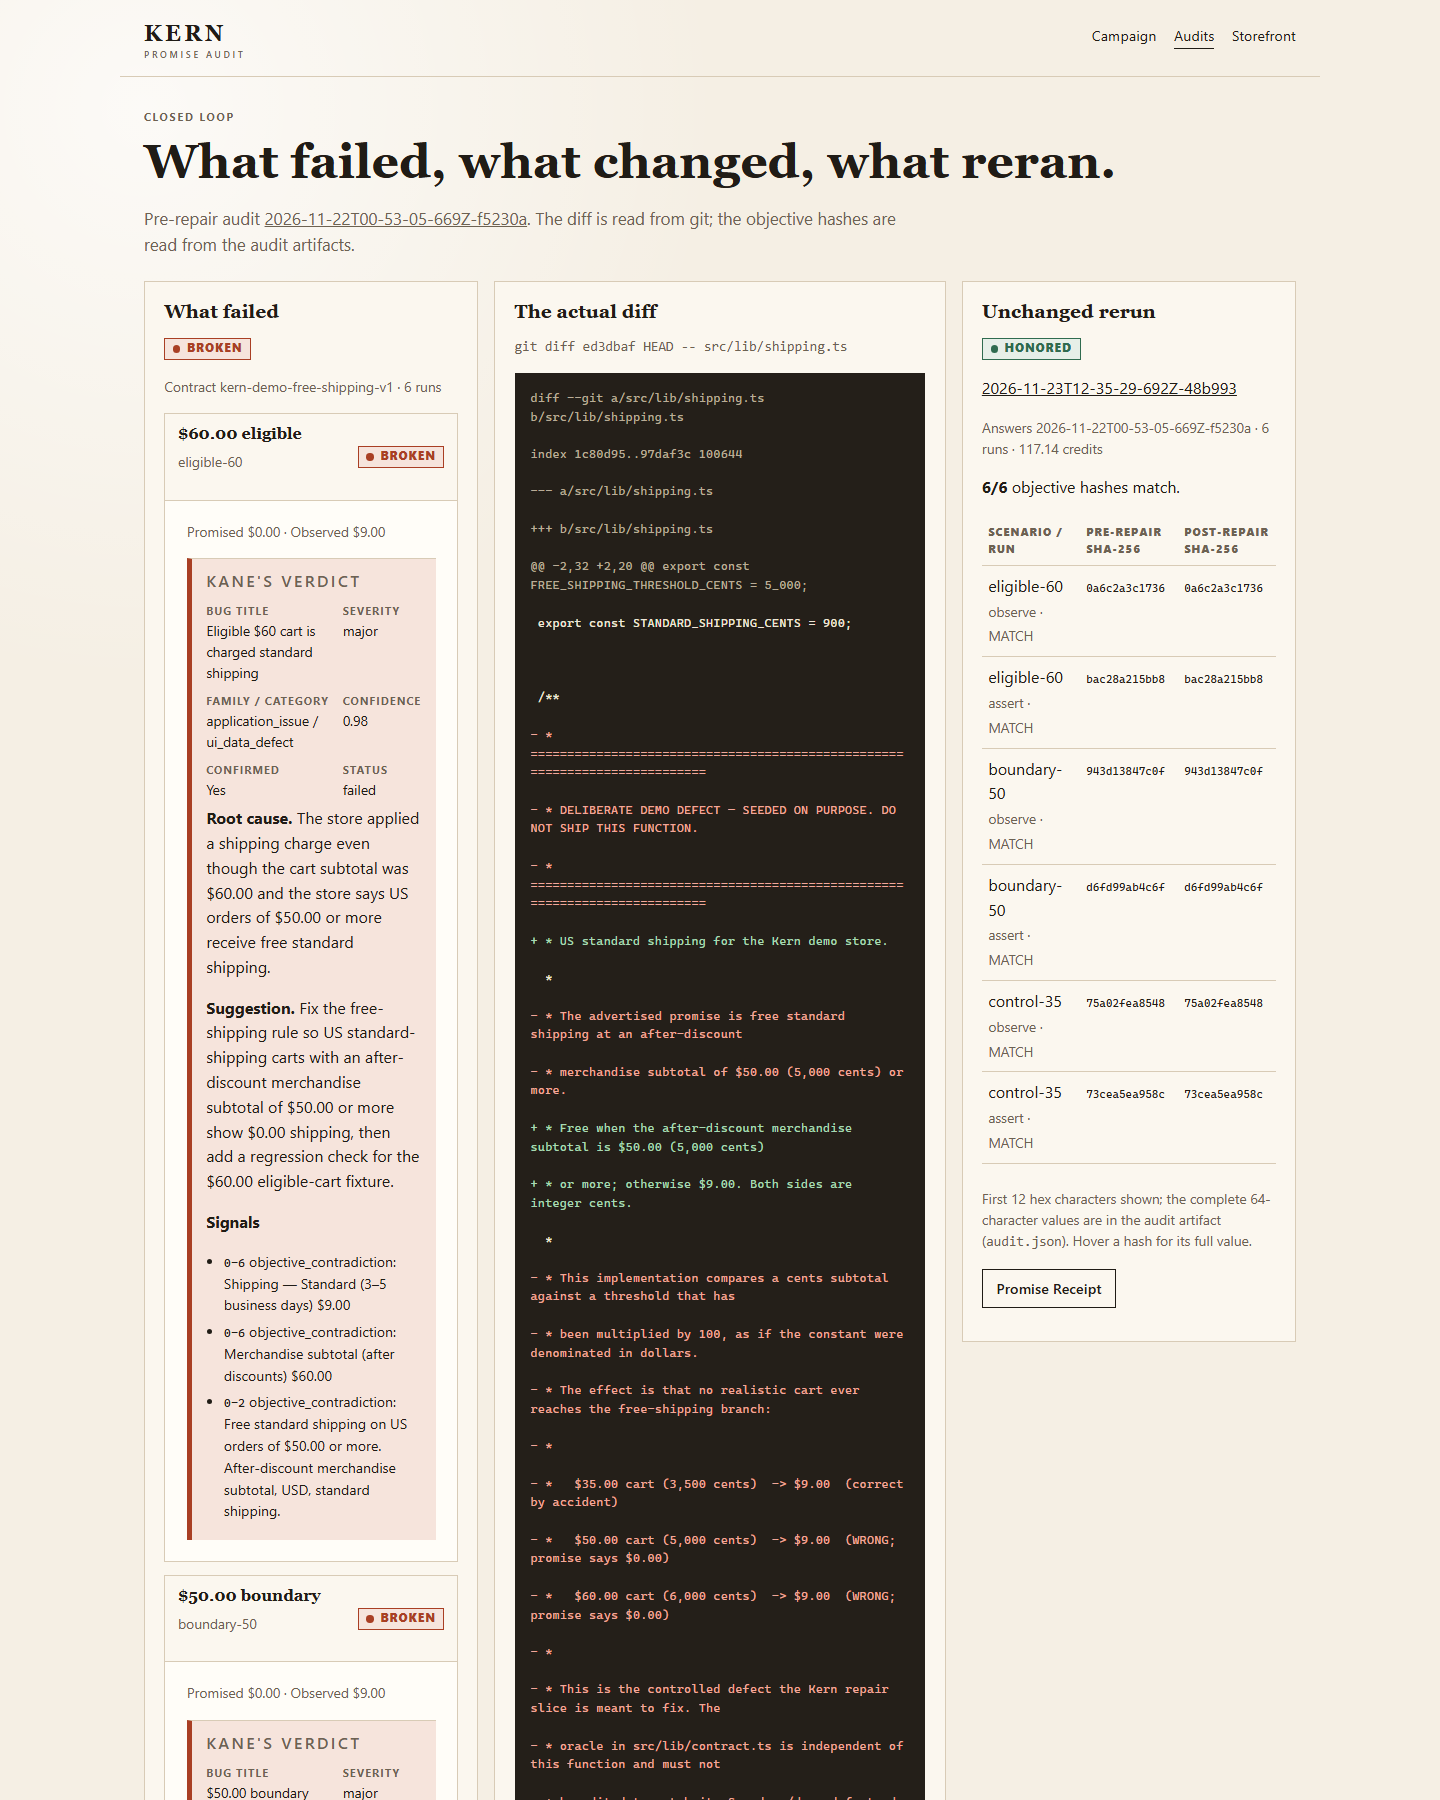 KERN
PROMISE AUDIT
Campaign
Audits
Storefront
CLOSED LOOP
What failed, what changed, what reran.
Pre-repair audit 2026-11-22T00-53-05-669Z-f5230a. The diff is read from git; the objective hashes are
read from the audit artifacts.
What failed
BROKEN
Contract kern-demo-free-shipping-v1 · 6 runs
$60.00 eligible
eligible-60
BROKEN
Promised $0.00 · Observed $9.00
KANE'S VERDICT
BUG TITLE
Eligible $60 cart is
charged standard
shipping
SEVERITY
major
FAMILY / CATEGORY
application_issue /
ui_data_defect
CONFIDENCE
0.98
CONFIRMED
Yes
STATUS
failed
Root cause. The store applied
a shipping charge even
though the cart subtotal was
$60.00 and the store says US
orders of $50.00 or more
receive free standard
shipping.
Suggestion. Fix the free-
shipping rule so US standard-
shipping carts with an after-
discount merchandise
subtotal of $50.00 or more
show $0.00 shipping, then
add a regression check for the
$60.00 eligible-cart fixture.
Signals
• 0-6 objective_contradiction:
Shipping — Standard (3–5
business days) $9.00
• 0-6 objective_contradiction:
Merchandise subtotal (after
discounts) $60.00
• 0-2 objective_contradiction:
Free standard shipping on US
orders of $50.00 or more.
After-discount merchandise
subtotal, USD, standard
shipping.
$50.00 boundary
boundary-50
BROKEN
Promised $0.00 · Observed $9.00
KANE'S VERDICT
BUG TITLE
$50.00 boundary
SEVERITY
major
The actual diff
git diff ed3dbaf HEAD -- src/lib/shipping.ts
diff --git a/src/lib/shipping.ts
b/src/lib/shipping.ts
index 1c80d95..97daf3c 100644
--- a/src/lib/shipping.ts
+++ b/src/lib/shipping.ts
@@ -2,32 +2,20 @@ export const
FREE_SHIPPING_THRESHOLD_CENTS = 5_000;
export const STANDARD_SHIPPING_CENTS = 900;
/**
- *
==================================================
========================
- * DELIBERATE DEMO DEFECT — SEEDED ON PURPOSE. DO
NOT SHIP THIS FUNCTION.
- *
==================================================
========================
+ * US standard shipping for the Kern demo store.
*
- * The advertised promise is free standard
shipping at an after-discount
- * merchandise subtotal of $50.00 (5,000 cents) or
more.
+ * Free when the after-discount merchandise
subtotal is $50.00 (5,000 cents)
+ * or more; otherwise $9.00. Both sides are
integer cents.
*
- * This implementation compares a cents subtotal
against a threshold that has
- * been multiplied by 100, as if the constant were
denominated in dollars.
- * The effect is that no realistic cart ever
reaches the free-shipping branch:
- *
- *   $35.00 cart (3,500 cents)  -> $9.00  (correct
by accident)
- *   $50.00 cart (5,000 cents)  -> $9.00  (WRONG;
promise says $0.00)
- *   $60.00 cart (6,000 cents)  -> $9.00  (WRONG;
promise says $0.00)
- *
- * This is the controlled defect the Kern repair
slice is meant to fix. The
- * oracle in src/lib/contract.ts is independent of
this function and must not
Unchanged rerun
HONORED
2026-11-23T12-35-29-692Z-48b993
Answers 2026-11-22T00-53-05-669Z-f5230a · 6
runs · 117.14 credits
6/6 objective hashes match.
SCENARIO /
RUN
PRE-REPAIR
SHA-256
POST-REPAIR
SHA-256
eligible-60
observe ·
MATCH
0a6c2a3c1736
0a6c2a3c1736
eligible-60
assert ·
MATCH
bac28a215bb8
bac28a215bb8
boundary-
50
observe ·
MATCH
943d13847c0f
943d13847c0f
boundary-
50
assert ·
MATCH
d6fd99ab4c6f
d6fd99ab4c6f
control-35
observe ·
MATCH
75a02fea8548
75a02fea8548
control-35
assert ·
MATCH
73cea5ea958c
73cea5ea958c
First 12 hex characters shown; the complete 64-
character values are in the audit artifact
(audit.json). Hover a hash for its full value.
Promise Receipt